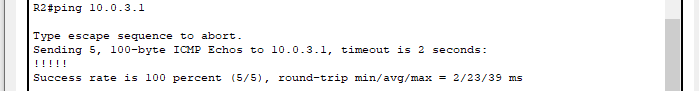 R2#ping 10.0.3.1
Type escape sequence to abort.
Sending 5, 100-byte ICMP Echos to 10.0.3.1, timeout is 2 seconds:
!!!!!
Success rate is 100 percent (5/5), round-trip min/avg/max = 2/23/39 ms